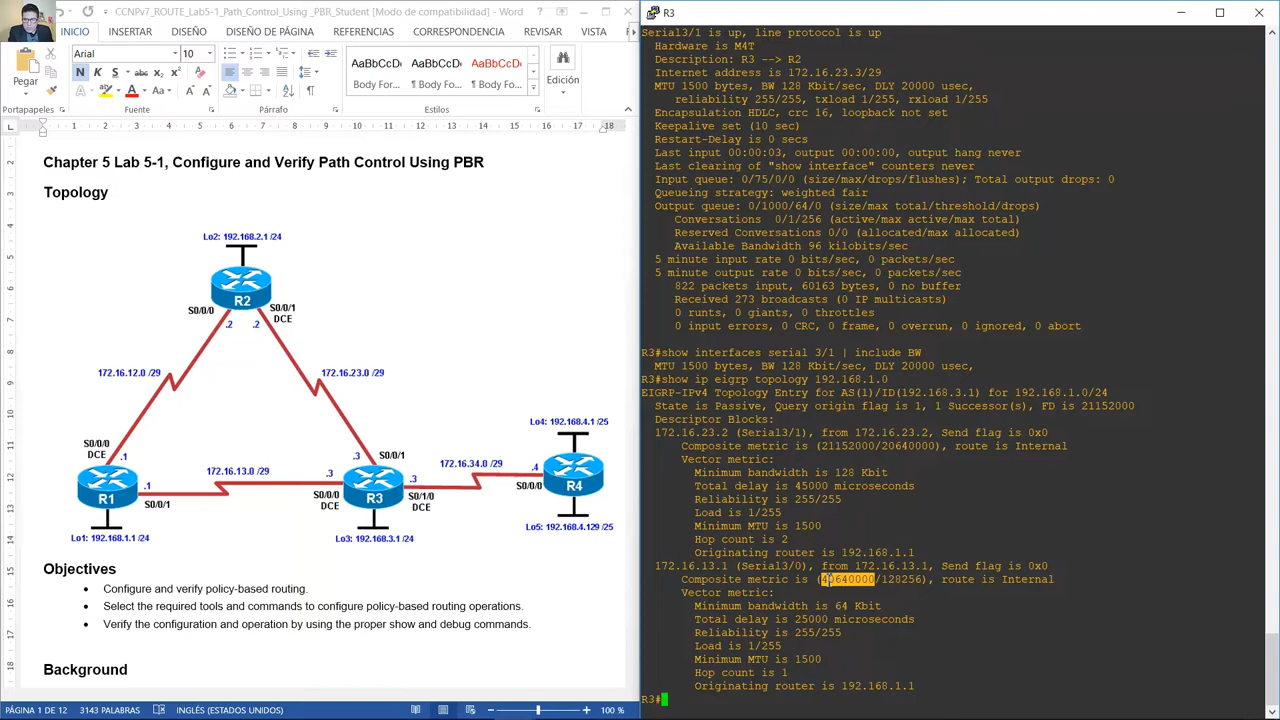 CCNPv7_ROUTE_Lab5-1_Path_Control_Using _PBR_Student [Modo de compatibilidad] - Word
INICIO INSERTAR DISEÑO DISEÑO DE PÁGINA REFERENCIAS CORRESPONDENCIA REVISAR VISTA
Arial 10
Pegar
N K S abc x₂ x²
AaBbCcD AaBbCcD AaBbCcD
Body For... Body Form... Body Form...
Edición
Portapapeles Fuente Párrafo Estilos
1 2 3 4 5 6 7 8 9 10 11 12 13 14 15 16 17 18
Chapter 5 Lab 5-1, Configure and Verify Path Control Using PBR
Topology
Lo2: 192.168.2.1 /24
R2
S0/0/0
S0/0/1
DCE
.2 .2
172.16.12.0 /29
172.16.23.0 /29
Lo4: 192.168.4.1 /25
S0/0/0
DCE
.1
.3
S0/0/1
172.16.13.0 /29
172.16.34.0 /29
.1
.3
.3
.4
R1
S0/0/1
S0/0/0
DCE
R3
S0/1/0
DCE
S0/0/0
R4
Lo1: 192.168.1.1 /24
Lo3: 192.168.3.1 /24
Lo5: 192.168.4.129 /25
Objectives
• Configure and verify policy-based routing.
• Select the required tools and commands to configure policy-based routing operations.
• Verify the configuration and operation by using the proper show and debug commands.
Background
PÁGINA 1 DE 12 3143 PALABRAS INGLÉS (ESTADOS UNIDOS) 100 %
R3
Serial3/1 is up, line protocol is up
Hardware is M4T
Description: R3 --> R2
Internet address is 172.16.23.3/29
MTU 1500 bytes, BW 128 Kbit/sec, DLY 20000 usec,
reliability 255/255, txload 1/255, rxload 1/255
Encapsulation HDLC, crc 16, loopback not set
Keepalive set (10 sec)
Restart-Delay is 0 secs
Last input 00:00:03, output 00:00:00, output hang never
Last clearing of "show interface" counters never
Input queue: 0/75/0/0 (size/max/drops/flushes); Total output drops: 0
Queueing strategy: weighted fair
Output queue: 0/1000/64/0 (size/max total/threshold/drops)
Conversations 0/1/256 (active/max active/max total)
Reserved Conversations 0/0 (allocated/max allocated)
Available Bandwidth 96 kilobits/sec
5 minute input rate 0 bits/sec, 0 packets/sec
5 minute output rate 0 bits/sec, 0 packets/sec
822 packets input, 60163 bytes, 0 no buffer
Received 273 broadcasts (0 IP multicasts)
0 runts, 0 giants, 0 throttles
0 input errors, 0 CRC, 0 frame, 0 overrun, 0 ignored, 0 abort
R3#show interfaces serial 3/1 | include BW
MTU 1500 bytes, BW 128 Kbit/sec, DLY 20000 usec,
R3#show ip eigrp topology 192.168.1.0
EIGRP-IPv4 Topology Entry for AS(1)/ID(192.168.3.1) for 192.168.1.0/24
State is Passive, Query origin flag is 1, 1 Successor(s), FD is 21152000
Descriptor Blocks:
172.16.23.2 (Serial3/1), from 172.16.23.2, Send flag is 0x0
Composite metric is (21152000/20640000), route is Internal
Vector metric:
Minimum bandwidth is 128 Kbit
Total delay is 45000 microseconds
Reliability is 255/255
Load is 1/255
Minimum MTU is 1500
Hop count is 2
Originating router is 192.168.1.1
172.16.13.1 (Serial3/0), from 172.16.13.1, Send flag is 0x0
Composite metric is (40640000/128256), route is Internal
Vector metric:
Minimum bandwidth is 64 Kbit
Total delay is 25000 microseconds
Reliability is 255/255
Load is 1/255
Minimum MTU is 1500
Hop count is 1
Originating router is 192.168.1.1
R3#